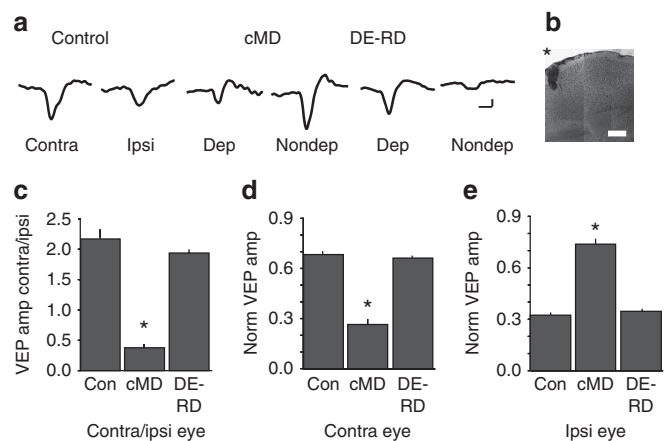 a
b
Control cMD DE-RD
*
Contra Ipsi Dep Nondep Dep Nondep
c
d
e
VEP amp contra/ipsi
2.5
2.0
1.5
1.0
0.5
0.0
*
Con cMD DE-
RD
Contra/ipsi eye
Norm VEP amp
0.9
0.6
0.3
0.0
*
Con cMD DE-
RD
Contra eye
Norm VEP amp
0.9
0.6
0.3
0.0
*
Con cMD DE-
RD
Ipsi eye